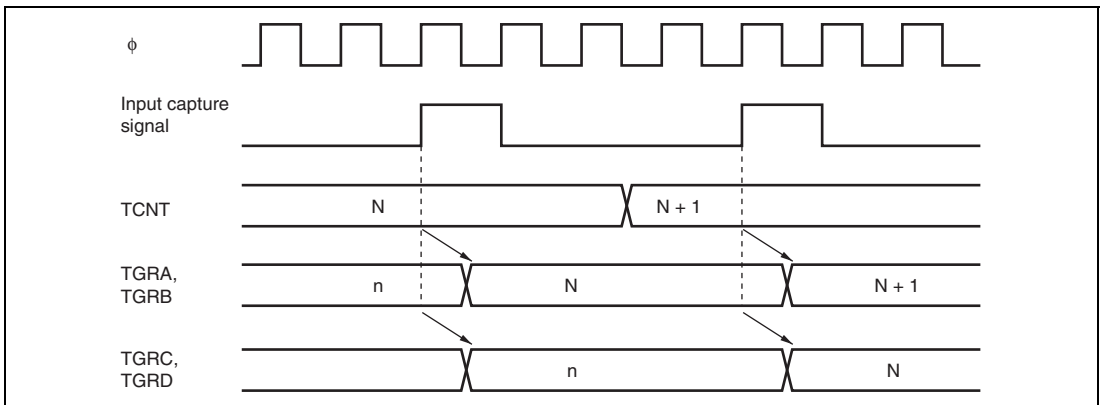 ϕ
Input capture
signal
TCNT
N
N + 1
TGRA,
TGRB
n
N
N + 1
TGRC,
TGRD
n
N